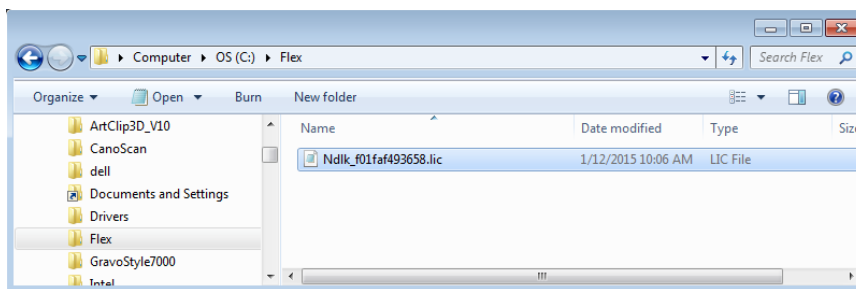 Computer OS (C:) Flex
Search Flex
Organize Open Burn New folder
Name Date modified Type Size
ArtClip3D_V10
CanoScan
Ndlk_f01faf493658.lic 1/12/2015 10:06 AM LIC File
dell
Documents and Settings
Drivers
Flex
GravoStyle7000
Intel